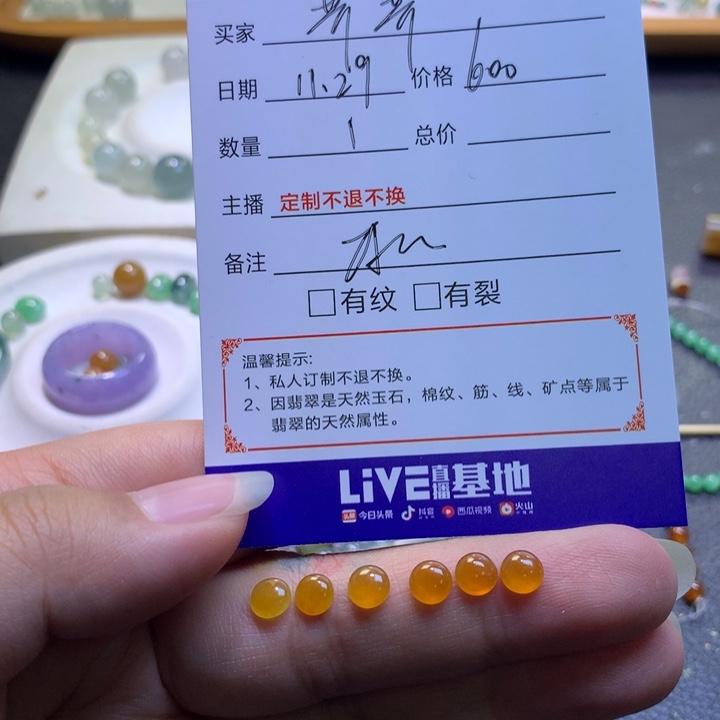 买家
日期 11.29 价格 600
数量 1 总价
主播 定制不退不换
备注
□有纹 □有裂
温馨提示:
1、私人订制不退不换。
2、因翡翠是天然玉石，棉纹、筋、线、矿点等属于
翡翠的天然属性。
LiVE直播基地
头条 今日头条 抖音 西瓜视频 火山